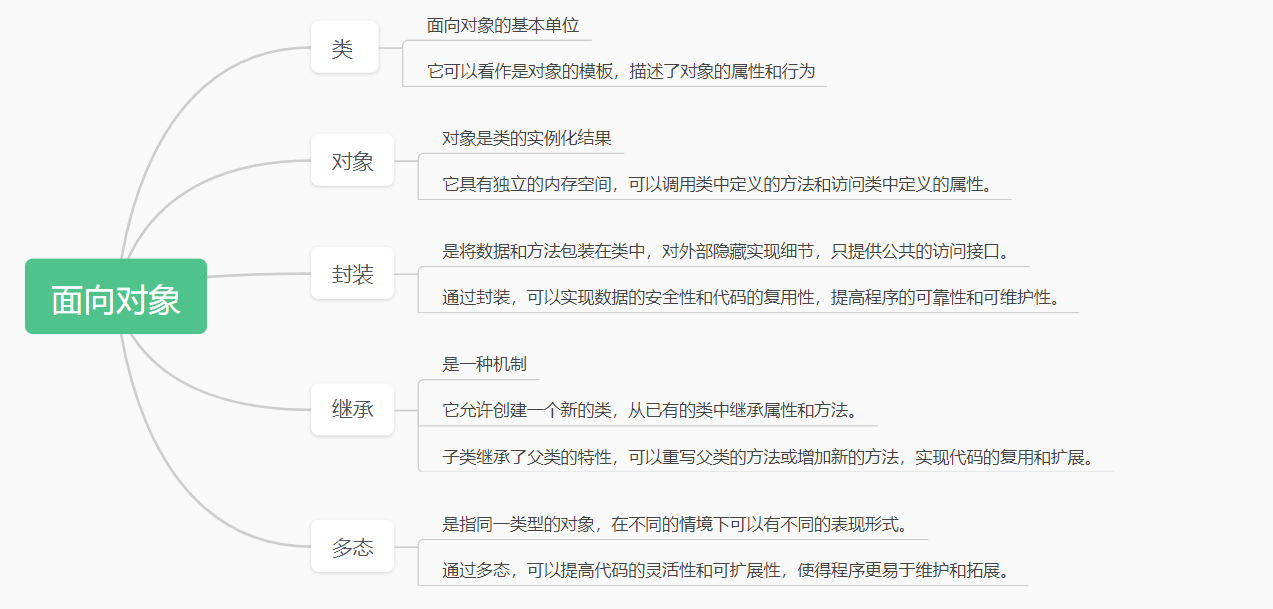 面向对象
类
面向对象的基本单位
它可以看作是对象的模板，描述了对象的属性和行为
对象
对象是类的实例化结果
它具有独立的内存空间，可以调用类中定义的方法和访问类中定义的属性。
封装
是将数据和方法包装在类中，对外部隐藏实现细节，只提供公共的访问接口。
通过封装，可以实现数据的安全性和代码的复用性，提高程序的可靠性和可维护性。
继承
是一种机制
它允许创建一个新的类，从已有的类中继承属性和方法。
子类继承了父类的特性，可以重写父类的方法或增加新的方法，实现代码的复用和扩展。
多态
是指同一类型的对象，在不同的情境下可以有不同的表现形式。
通过多态，可以提高代码的灵活性和可扩展性，使得程序更易于维护和拓展。